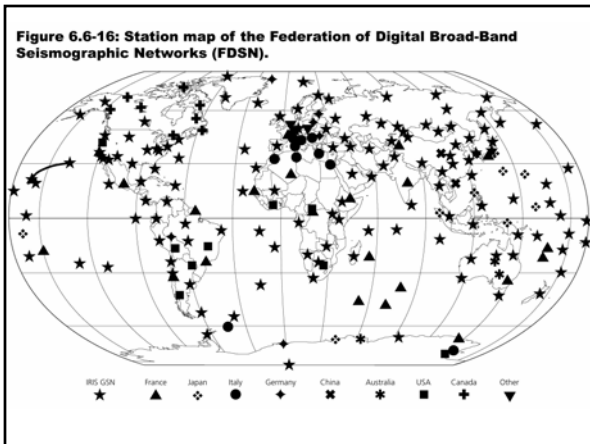 Figure 6.6-16: Station map of the Federation of Digital Broad-Band
Seismographic Networks (FDSN).
IRIS GSN France Japan Italy Germany China Australia USA Canada Other